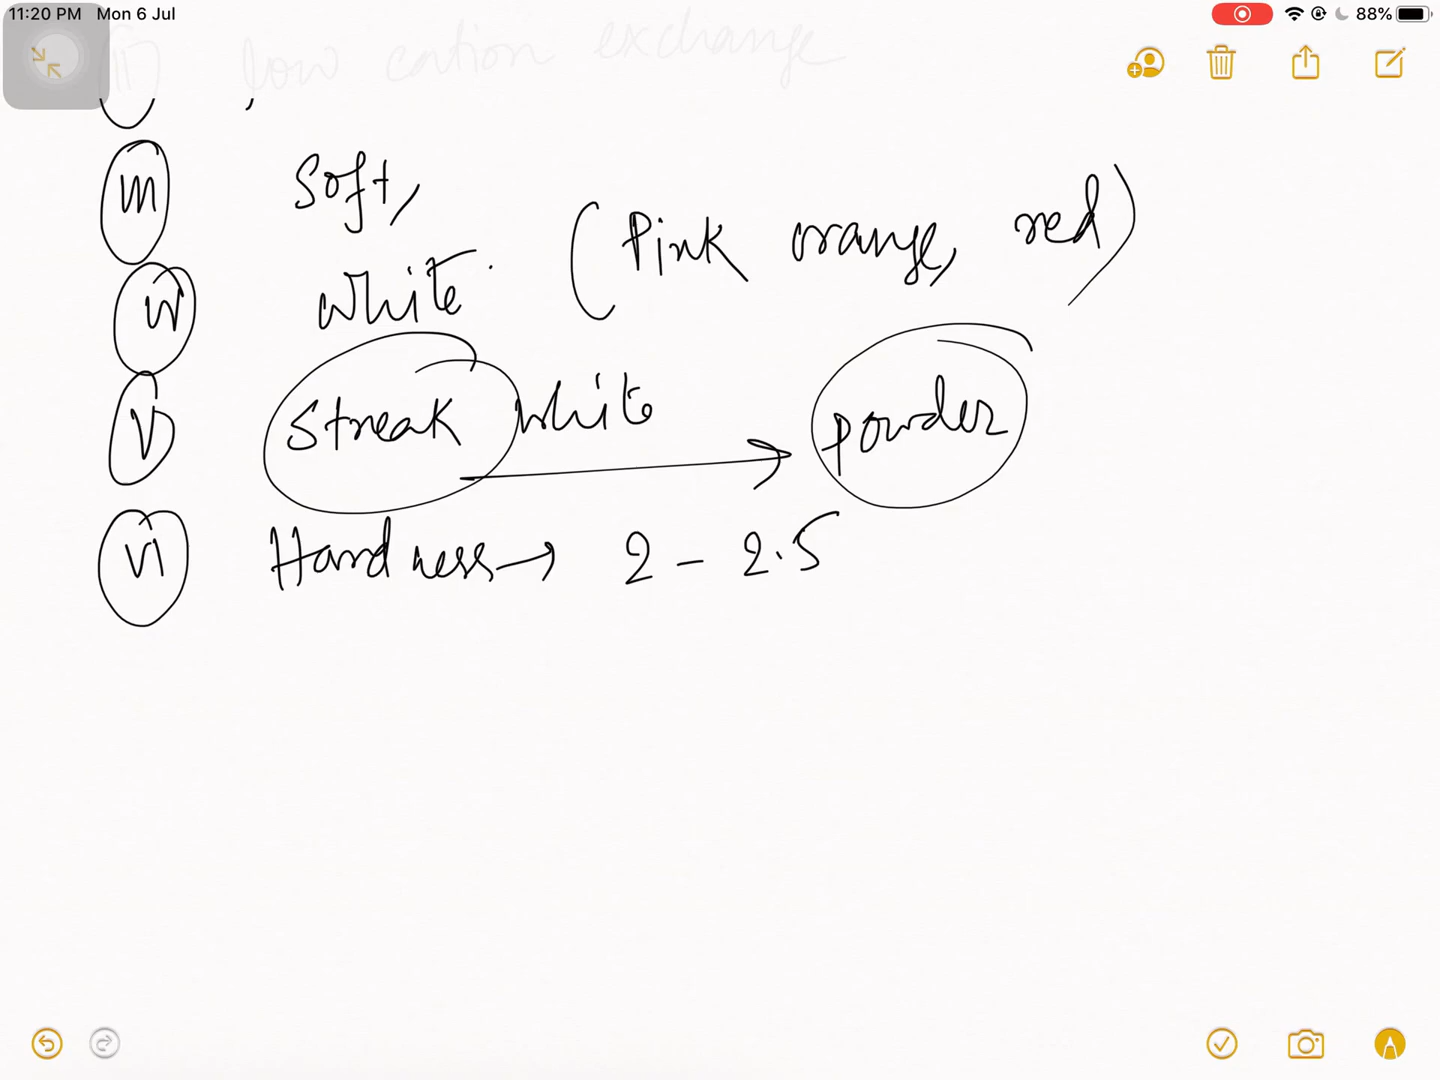 11:20 PM Mon 6 Jul 88%
ii) low cation exchange
iii Soft,
iv White. (Pink orange, red)
v Streak white → powder
vi Hardness → 2 - 2.5